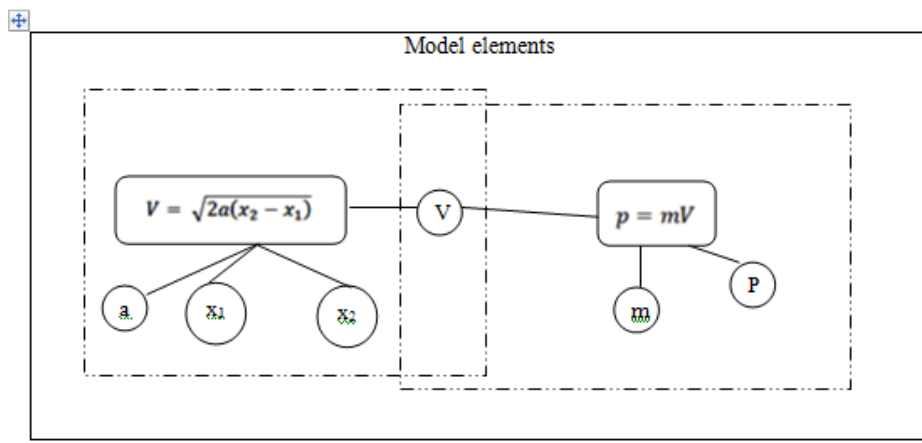 Model elements
V = √2a(x₂ − x₁)
V
p = mV
a
x₁
x₂
m
P